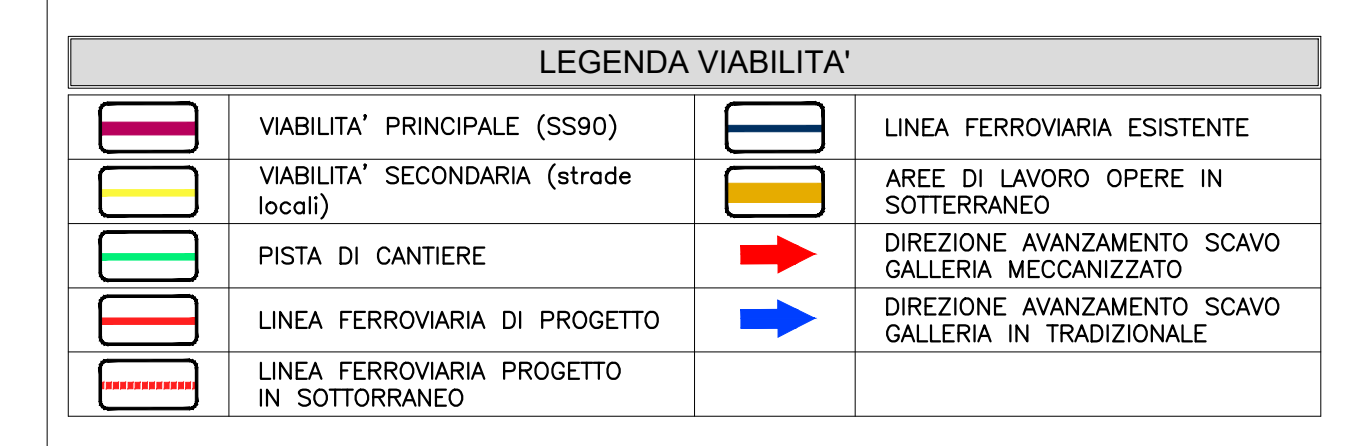 LEGENDA VIABILITA'
VIABILITA' PRINCIPALE (SS90)
LINEA FERROVIARIA ESISTENTE
VIABILITA' SECONDARIA (strade
locali)
AREE DI LAVORO OPERE IN
SOTTERRANEO
PISTA DI CANTIERE
DIREZIONE AVANZAMENTO SCAVO
GALLERIA MECCANIZZATO
LINEA FERROVIARIA DI PROGETTO
DIREZIONE AVANZAMENTO SCAVO
GALLERIA IN TRADIZIONALE
LINEA FERROVIARIA PROGETTO
IN SOTTORRANEO